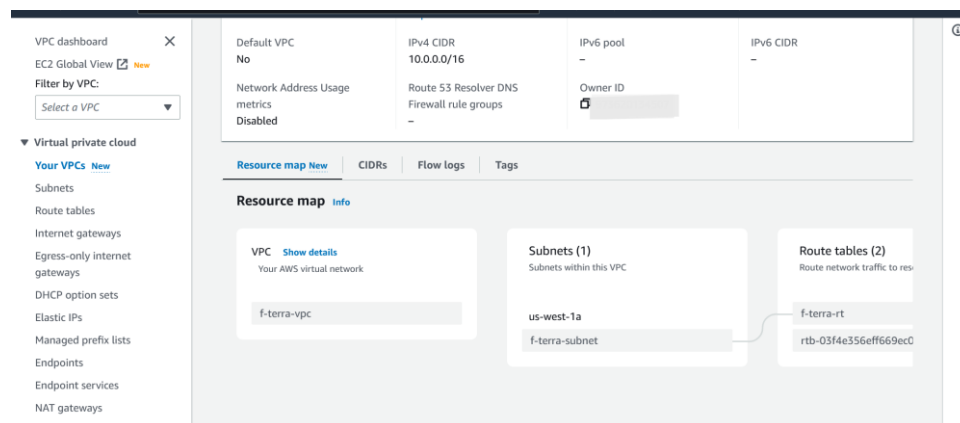 VPC dashboard
EC2 Global View New
Filter by VPC:
Select a VPC
Virtual private cloud
Your VPCs New
Subnets
Route tables
Internet gateways
Egress-only internet
gateways
DHCP option sets
Elastic IPs
Managed prefix lists
Endpoints
Endpoint services
NAT gateways
Default VPC
No
IPv4 CIDR
10.0.0.0/16
IPv6 pool
–
IPv6 CIDR
–
Network Address Usage
metrics
Disabled
Route 53 Resolver DNS
Firewall rule groups
–
Owner ID
Resource map New
CIDRs
Flow logs
Tags
Resource map Info
VPC Show details
Your AWS virtual network
f-terra-vpc
Subnets (1)
Subnets within this VPC
us-west-1a
f-terra-subnet
Route tables (2)
Route network traffic to
f-terra-rt
rtb-03f4e356eff669ec0